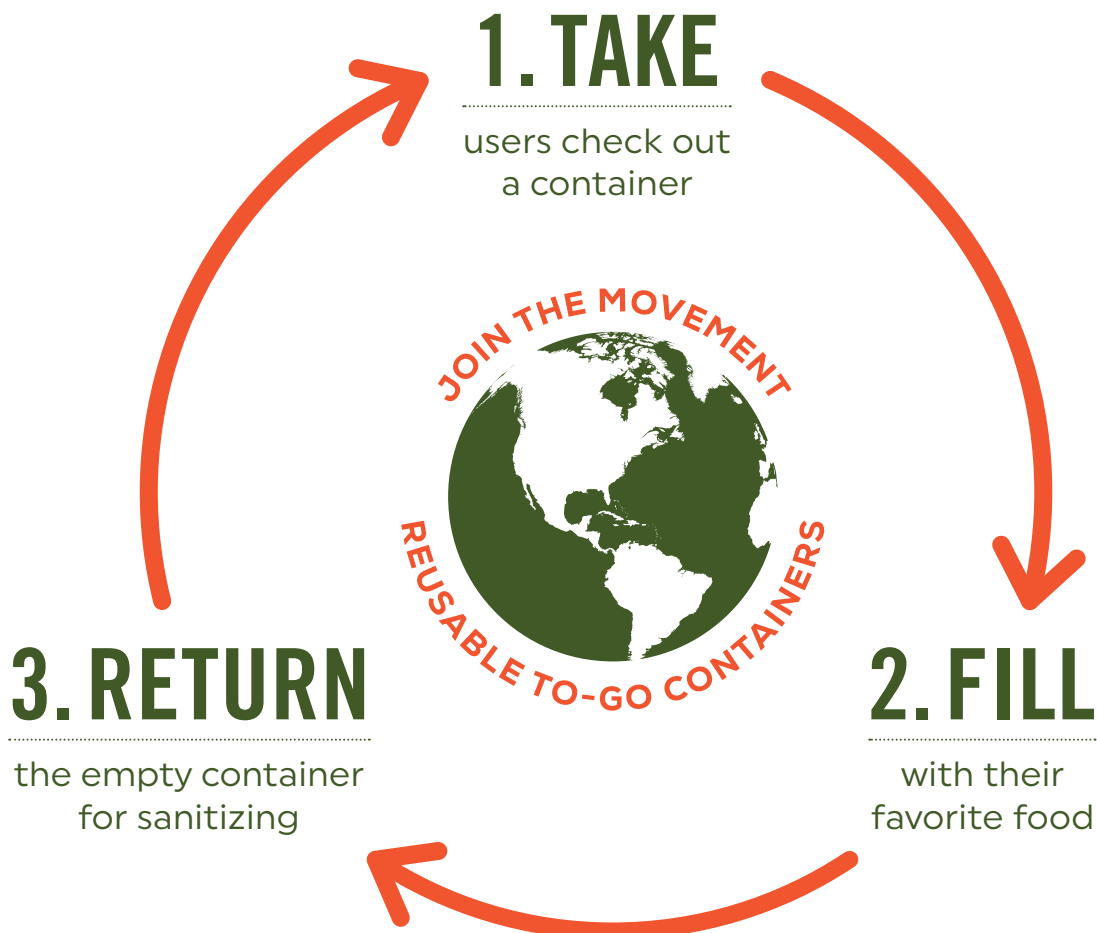 1. TAKE
users check out
a container
JOIN THE MOVEMENT
REUSABLE TO-GO CONTAINERS
2. FILL
with their
favorite food
3. RETURN
the empty container
for sanitizing